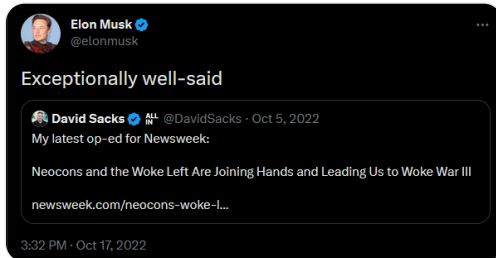 Elon Musk
@elonmusk
Exceptionally well-said
David Sacks ALL IN @DavidSacks · Oct 5, 2022
My latest op-ed for Newsweek:
Neocons and the Woke Left Are Joining Hands and Leading Us to Woke War III
newsweek.com/neocons-woke-l...
3:32 PM · Oct 17, 2022